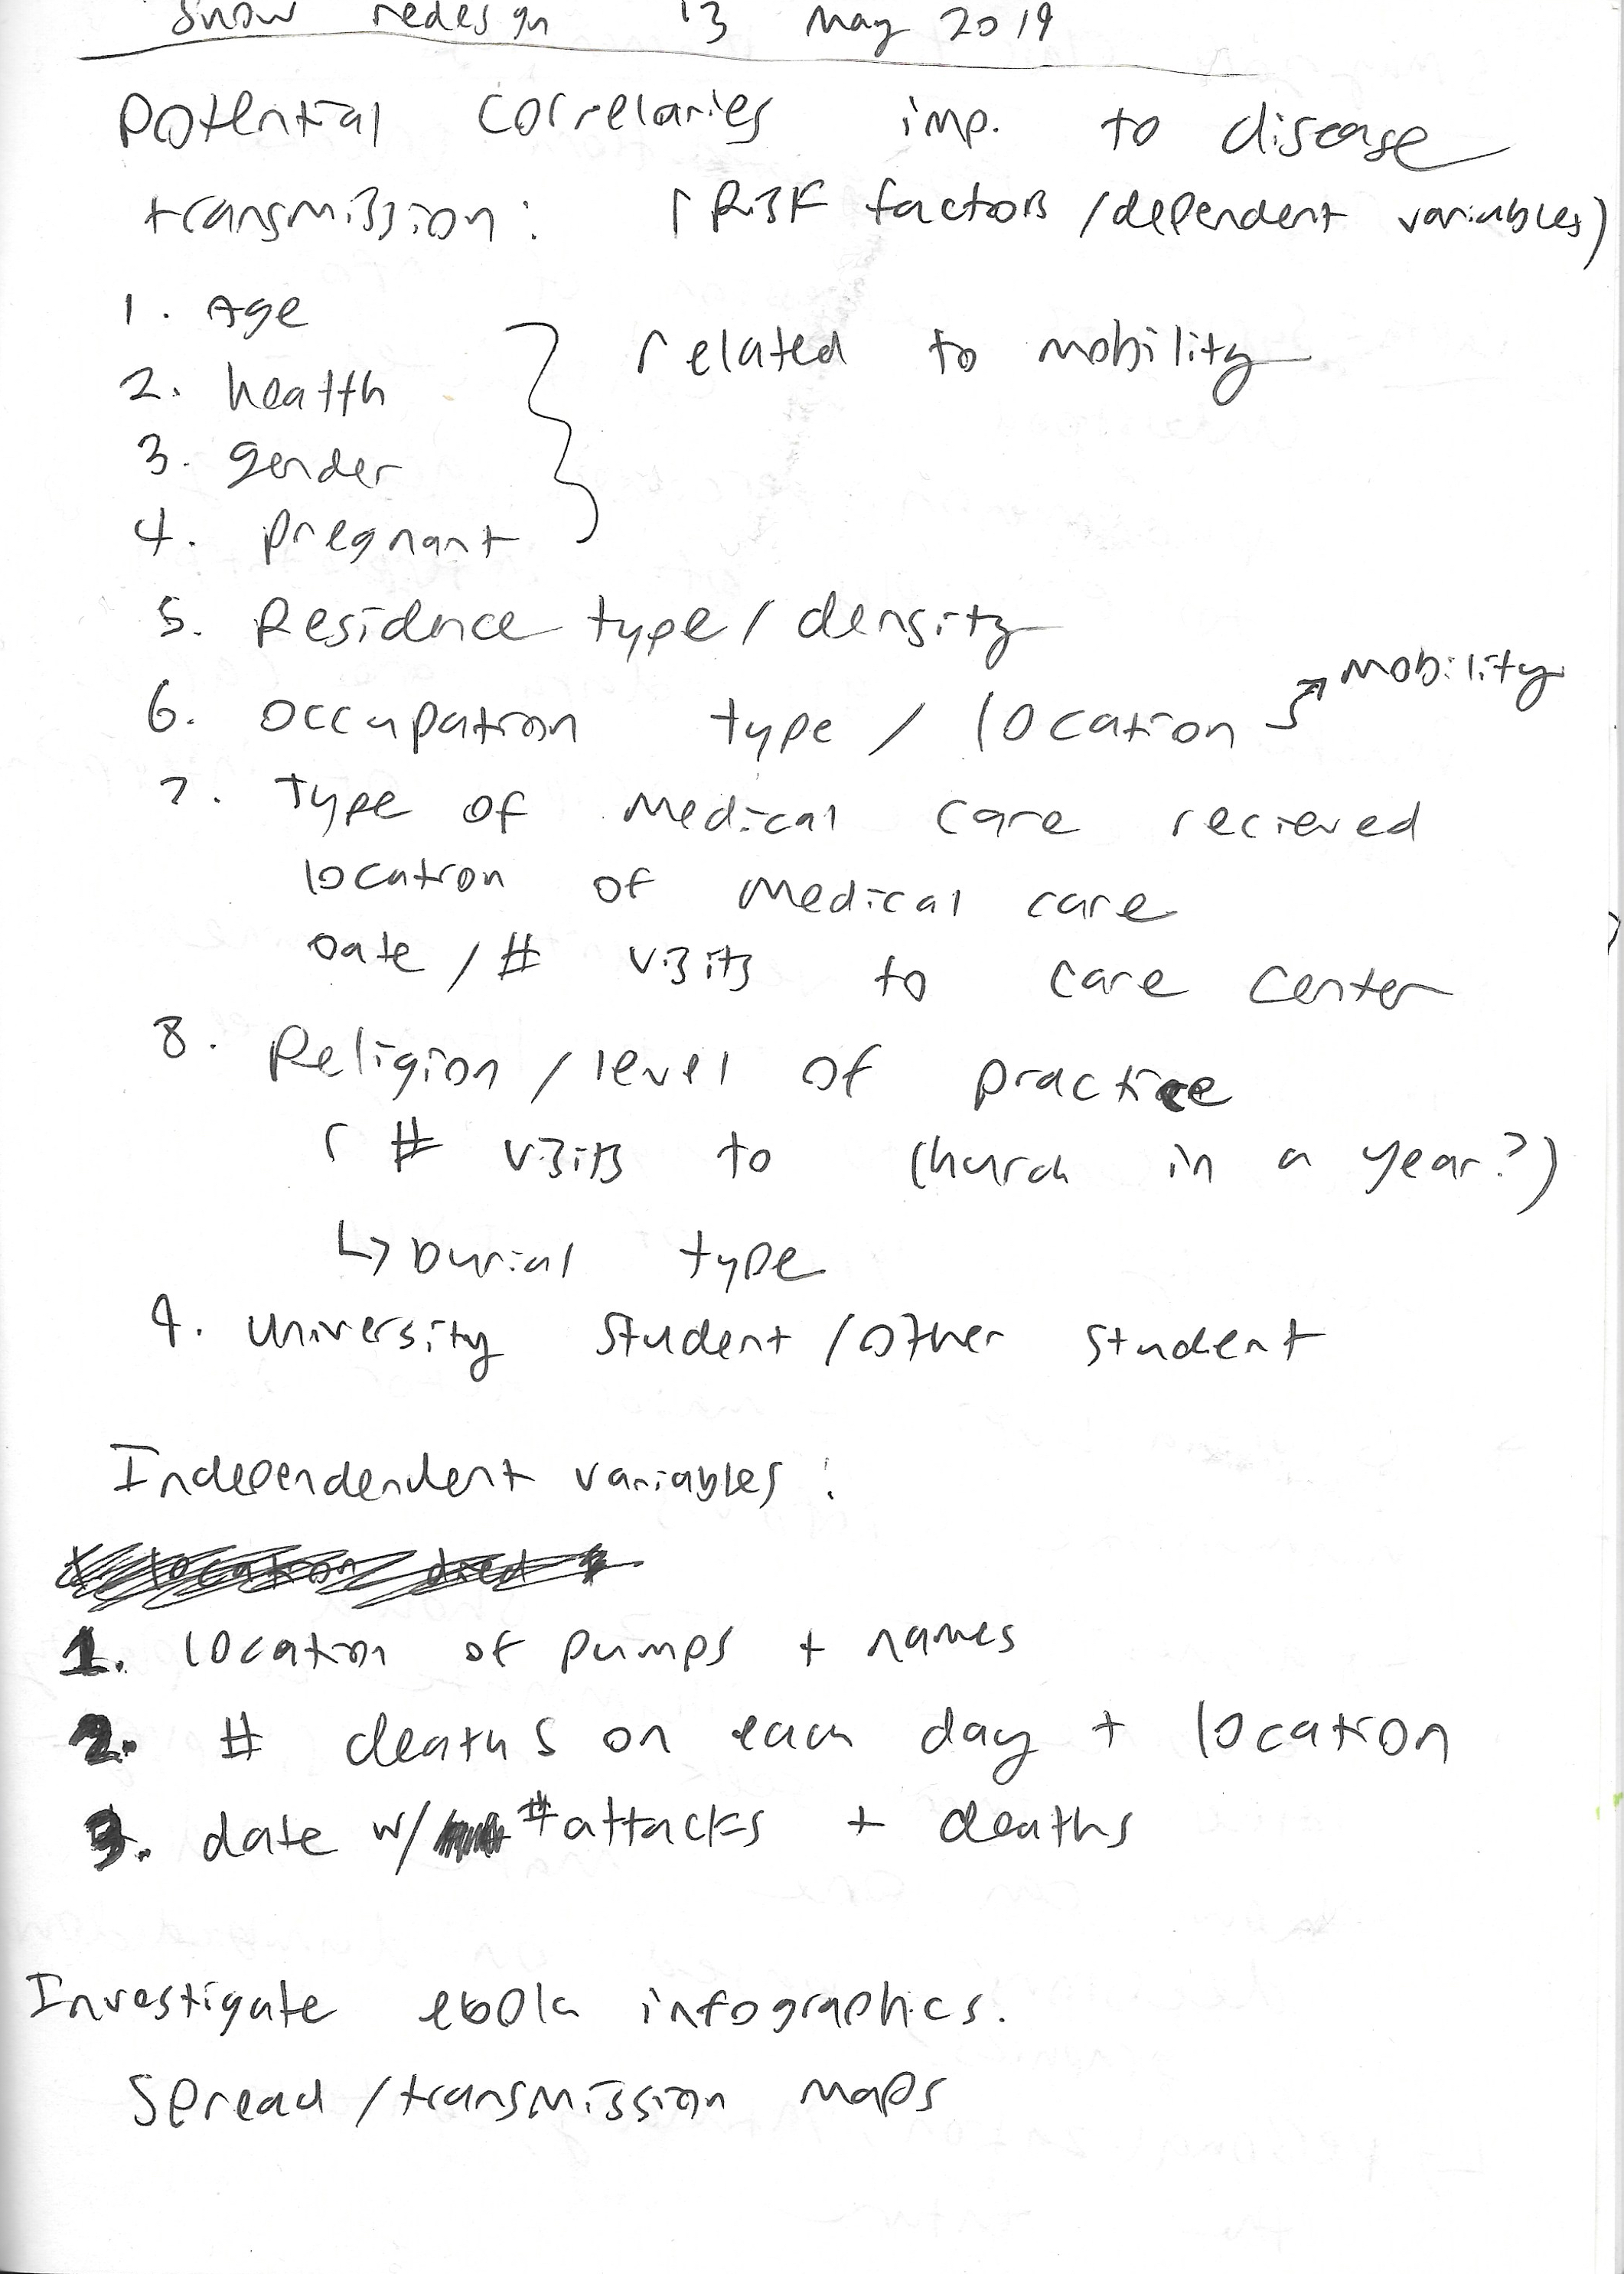 Snow redesign 13 May 2019
Potential correlaries imp. to disease
transmission: (Risk factors / dependent variables)
1. Age
2. health
related to mobility
3. gender
4. pregnant
5. Residence type / density
6. Occupation type / location → mobility
7. Type of medical care recieved
location of medical care
Date / # visits to care center
8. Religion / level of practice
(# visits to church in a year?)
↳ burial type
9. University student / other student
Independendent variables:
1. location of pumps + names
2. # deaths on each day + location
3. date w/ # attacks + deaths
Investigate ebola infographics.
Spread / transmission maps